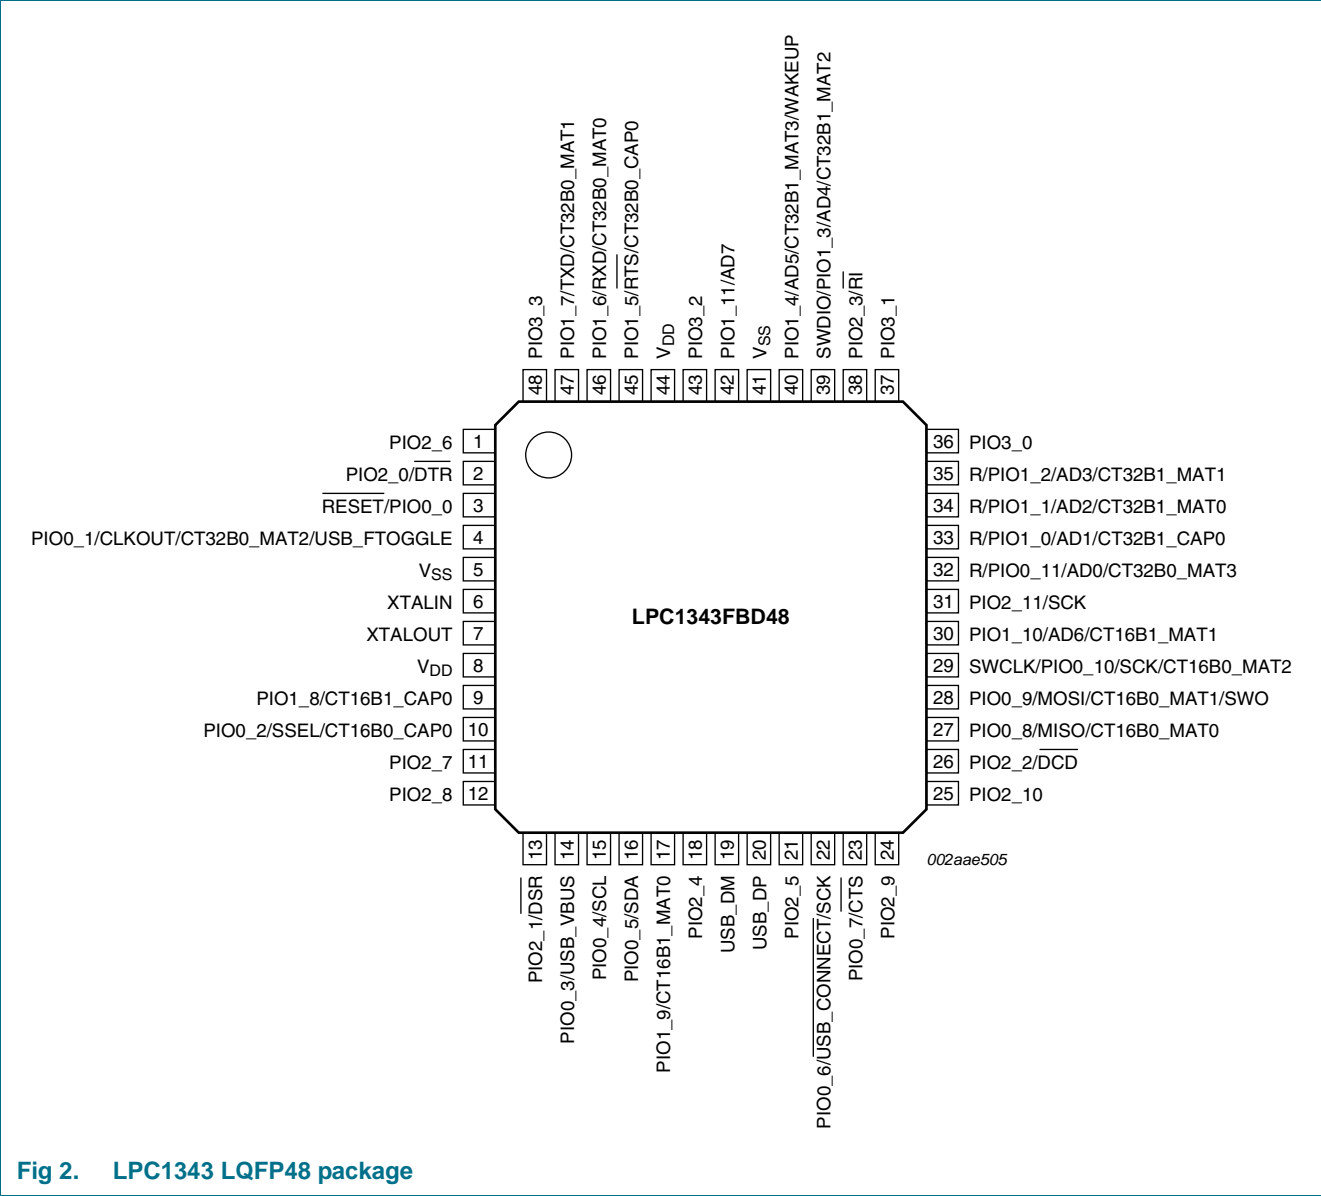 PIO3_3
PIO1_7/TXD/CT32B0_MAT1
PIO1_6/RXD/CT32B0_MAT0
PIO1_5/RTS/CT32B0_CAP0
VDD
PIO3_2
PIO1_11/AD7
VSS
PIO1_4/AD5/CT32B1_MAT3/WAKEUP
SWDIO/PIO1_3/AD4/CT32B1_MAT2
PIO2_3/RI
PIO3_1
48 47 46 45 44 43 42 41 40 39 38 37
PIO2_6 1
PIO2_0/DTR 2
RESET/PIO0_0 3
PIO0_1/CLKOUT/CT32B0_MAT2/USB_FTOGGLE 4
VSS 5
XTALIN 6
XTALOUT 7
VDD 8
PIO1_8/CT16B1_CAP0 9
PIO0_2/SSEL/CT16B0_CAP0 10
PIO2_7 11
PIO2_8 12
LPC1343FBD48
36 PIO3_0
35 R/PIO1_2/AD3/CT32B1_MAT1
34 R/PIO1_1/AD2/CT32B1_MAT0
33 R/PIO1_0/AD1/CT32B1_CAP0
32 R/PIO0_11/AD0/CT32B0_MAT3
31 PIO2_11/SCK
30 PIO1_10/AD6/CT16B1_MAT1
29 SWCLK/PIO0_10/SCK/CT16B0_MAT2
28 PIO0_9/MOSI/CT16B0_MAT1/SWO
27 PIO0_8/MISO/CT16B0_MAT0
26 PIO2_2/DCD
25 PIO2_10
13 14 15 16 17 18 19 20 21 22 23 24
PIO2_1/DSR
PIO0_3/USB_VBUS
PIO0_4/SCL
PIO0_5/SDA
PIO1_9/CT16B1_MAT0
PIO2_4
USB_DM
USB_DP
PIO2_5
PIO0_6/USB_CONNECT/SCK
PIO0_7/CTS
PIO2_9
002aae505
Fig 2. LPC1343 LQFP48 package